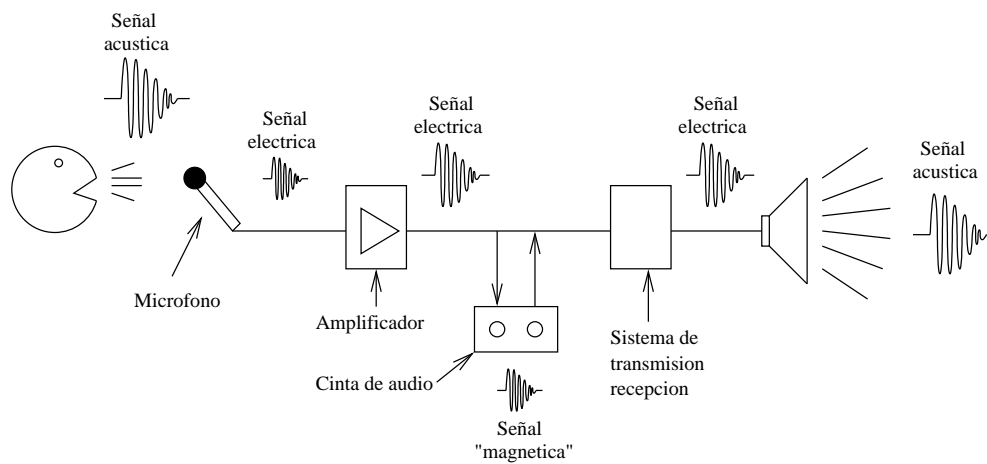 Señal
acustica
Señal
electrica
Señal
electrica
Señal
electrica
Señal
acustica
Microfono
Amplificador
Cinta de audio
Señal
"magnetica"
Sistema de
transmision
recepcion